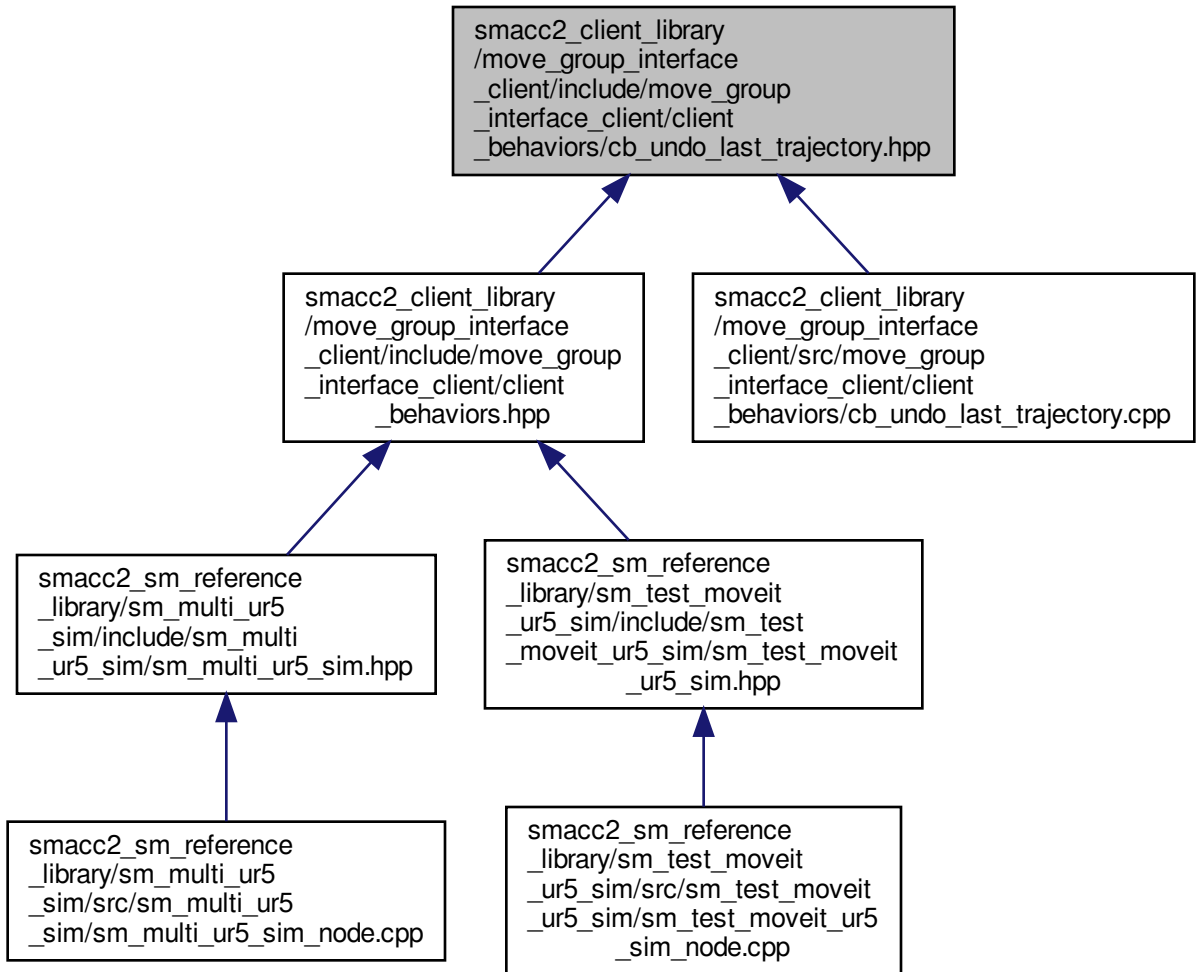 smacc2_client_library
/move_group_interface
_client/include/move_group
_interface_client/client
_behaviors/cb_undo_last_trajectory.hpp
smacc2_client_library
/move_group_interface
_client/include/move_group
_interface_client/client
_behaviors.hpp
smacc2_client_library
/move_group_interface
_client/src/move_group
_interface_client/client
_behaviors/cb_undo_last_trajectory.cpp
smacc2_sm_reference
_library/sm_multi_ur5
_sim/include/sm_multi
_ur5_sim/sm_multi_ur5_sim.hpp
smacc2_sm_reference
_library/sm_test_moveit
_ur5_sim/include/sm_test
_moveit_ur5_sim/sm_test_moveit
_ur5_sim.hpp
smacc2_sm_reference
_library/sm_multi_ur5
_sim/src/sm_multi_ur5
_sim/sm_multi_ur5_sim_node.cpp
smacc2_sm_reference
_library/sm_test_moveit
_ur5_sim/src/sm_test_moveit
_ur5_sim/sm_test_moveit_ur5
_sim_node.cpp